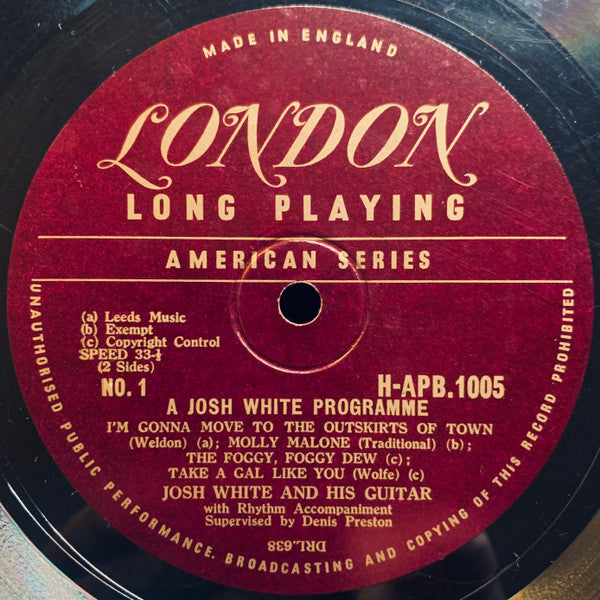 MADE IN ENGLAND
LONDON
LONG PLAYING
AMERICAN SERIES
(a) Leeds Music
(b) Exempt
(c) Copyright Control
SPEED 33-⅓
(2 Sides)
NO. 1
H-APB.1005
A JOSH WHITE PROGRAMME
I'M GONNA MOVE TO THE OUTSKIRTS OF TOWN
(Weldon) (a); MOLLY MALONE (Traditional) (b);
THE FOGGY, FOGGY DEW (c);
TAKE A GAL LIKE YOU (Wolfe) (c)
JOSH WHITE AND HIS GUITAR
with Rhythm Accompaniment
Supervised by Denis Preston
DRL.638
UNAUTHORISED PUBLIC PERFORMANCE, BROADCASTING AND COPYING OF THIS RECORD PROHIBITED